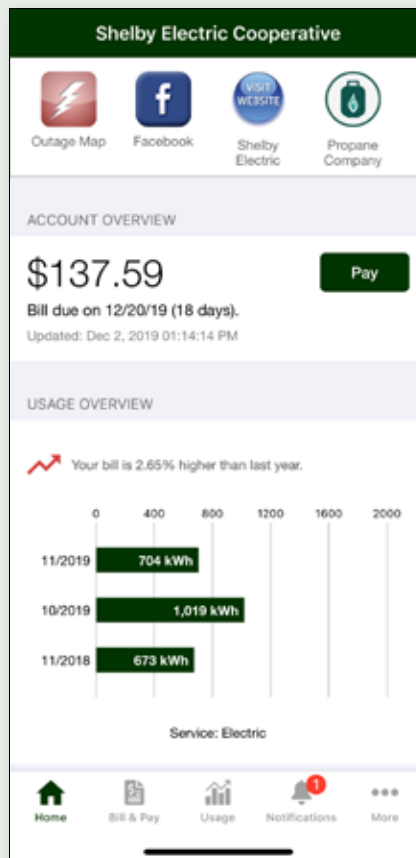 Shelby Electric Cooperative
VISIT
WEBSITE
Outage Map
Facebook
Shelby
Electric
Propane
Company
ACCOUNT OVERVIEW
$137.59
Pay
Bill due on 12/20/19 (18 days).
Updated: Dec 2, 2019 01:14:14 PM
USAGE OVERVIEW
Your bill is 2.65% higher than last year.
0 400 800 1200 1600 2000
11/2019 704 kWh
10/2019 1,019 kWh
11/2018 673 kWh
Service: Electric
1
Home Bill & Pay Usage Notifications More